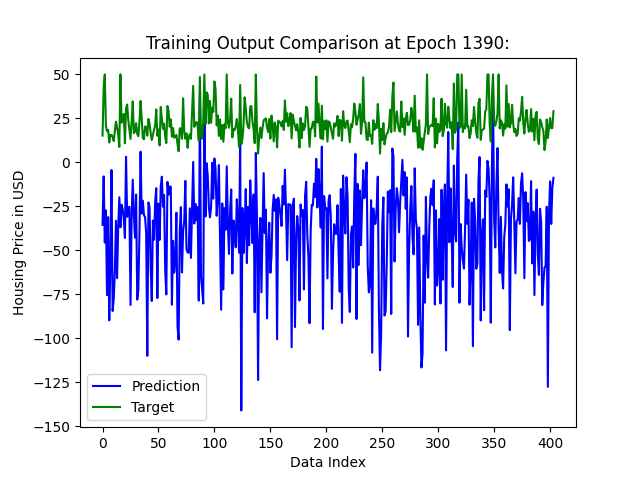 Training Output Comparison at Epoch 1390:
Housing Price in USD
50
25
0
−25
−50
−75
−100
−125
−150
Prediction
Target
0 50 100 150 200 250 300 350 400
Data Index